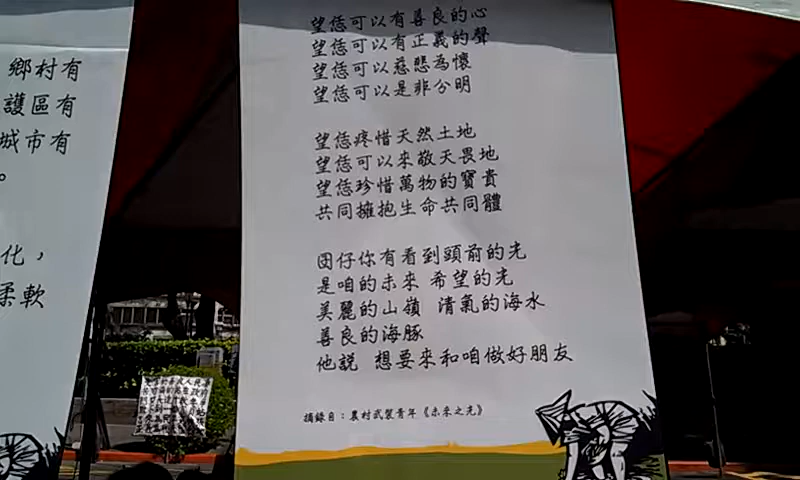 鄉村有
護區有
城市有
。
化，
柔軟
望恁可以有善良的心
望恁可以有正義的聲
望恁可以慈悲為懷
望恁可以是非分明
望恁疼惜天然土地
望恁可以來敬天畏地
望恁珍惜萬物的寶貴
共同擁抱生命共同體
囝仔你有看到頭前的光
是咱的未來 希望的光
美麗的山嶺 清氣的海水
善良的海豚
他說 想要來和咱做好朋友
摘錄自：農村武裝青年《未來之光》